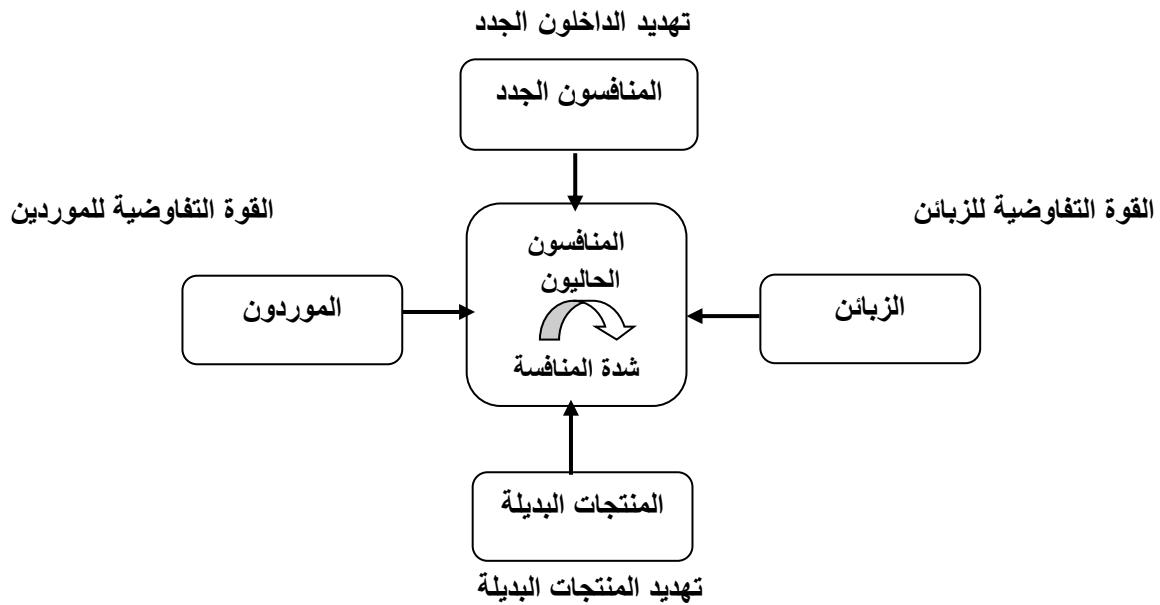 تهديد الداخلون الجدد
المنافسون الجدد
القوة التفاوضية للزبائن
القوة التفاوضية للموردين
المنافسون
الحاليون
الزبائن
الموردون
شدة المنافسة
المنتجات البديلة
تهديد المنتجات البديلة